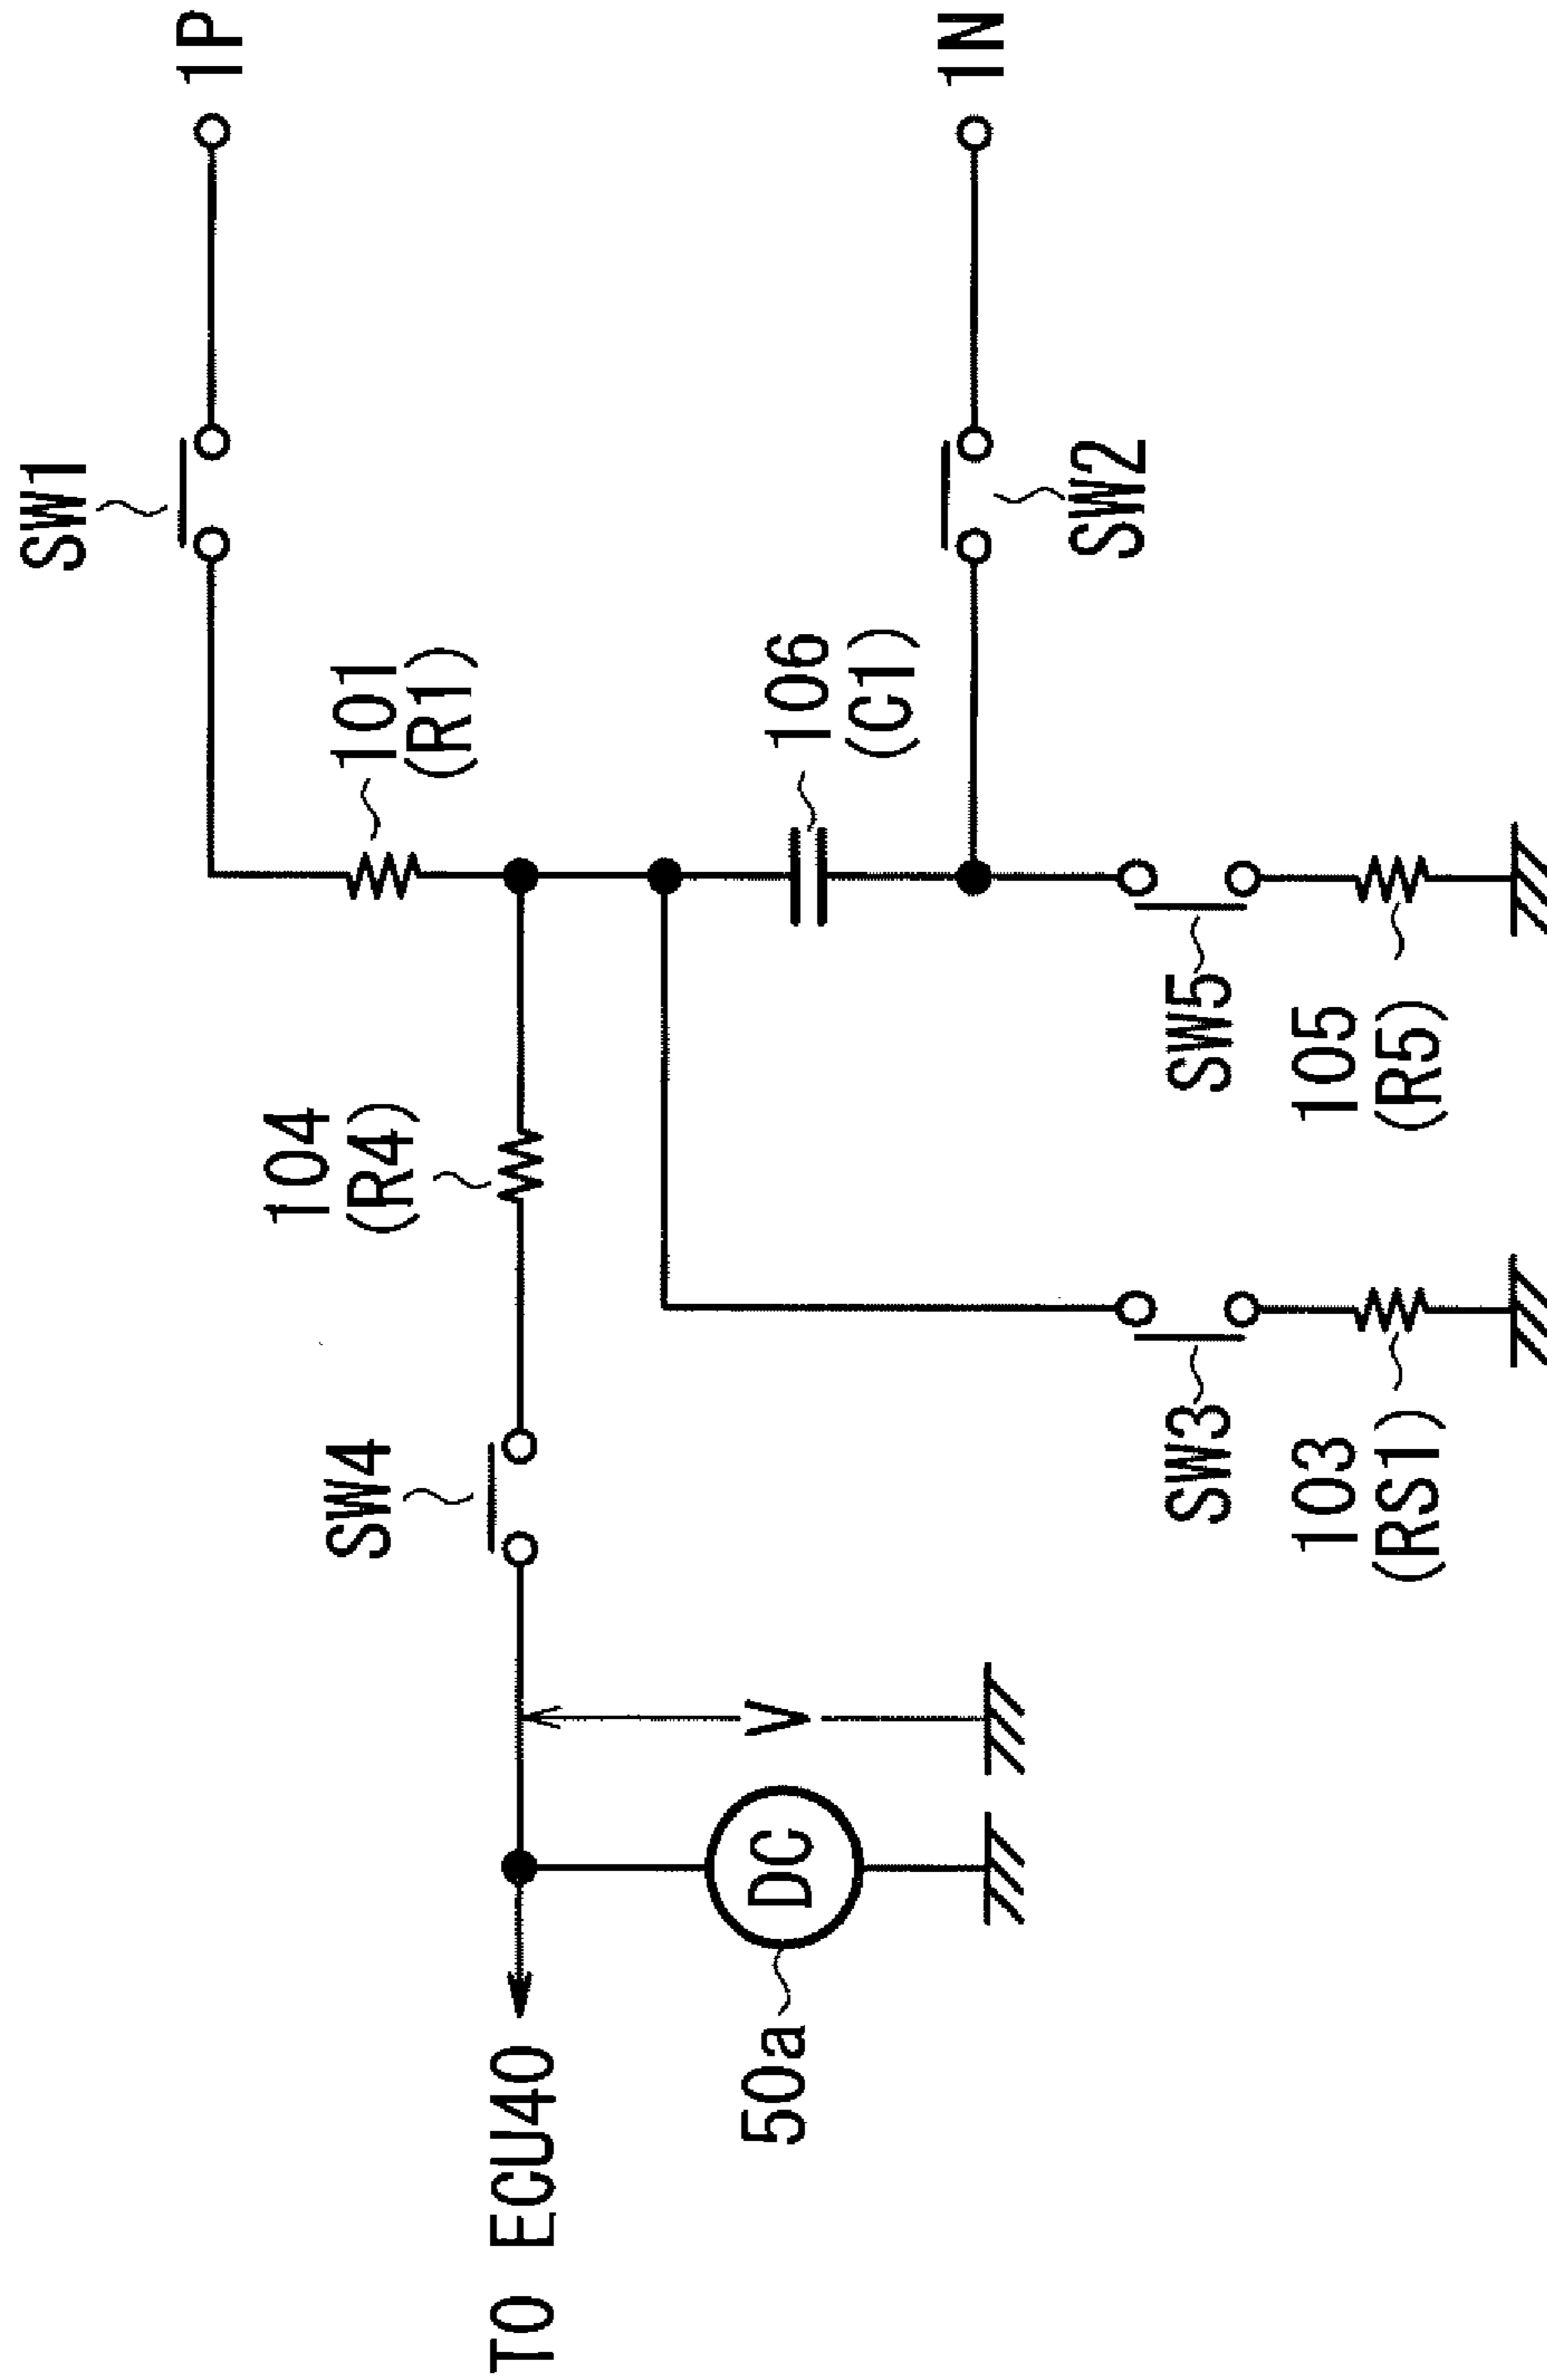 SW1
1P
101
(R1)
104
(R4)
SW4
TO ECU40
V
DC
50a
106
(C1)
1N
SW2
SW5
105
(R5)
SW3
103
(RS1)